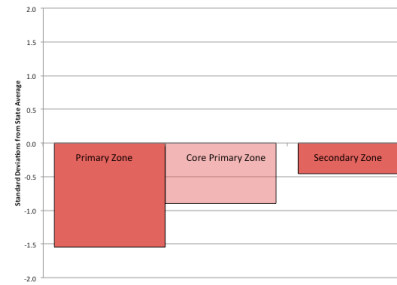 2.0
1.5
1.0
0.5
0.0
-0.5
-1.0
-1.5
-2.0
Standard Deviations from State Average
Primary Zone
Core Primary Zone
Secondary Zone